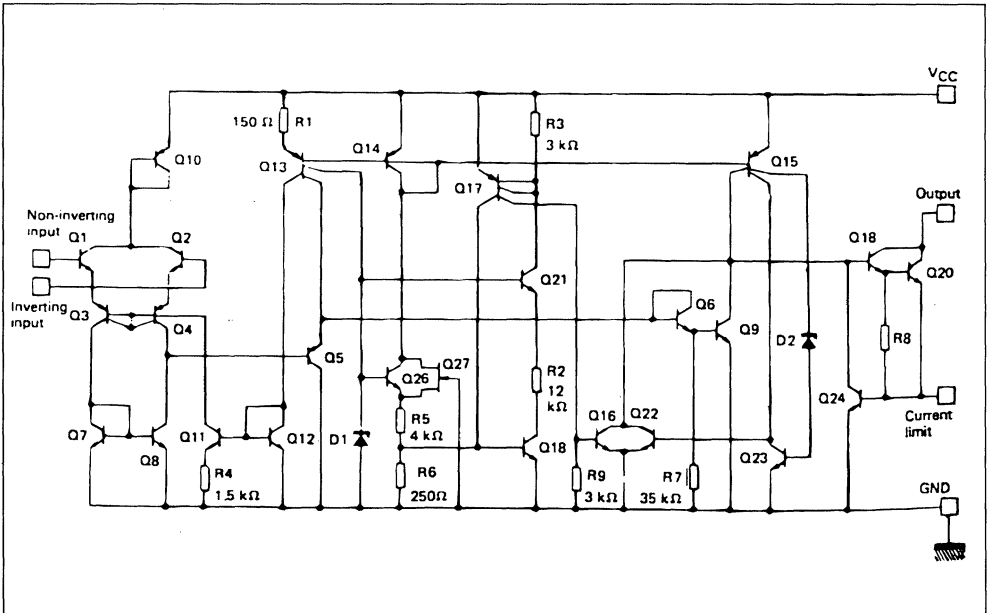 VCC
150 Ω R1
R3
3 kΩ
Q10
Q13
Q14
Q17
Q15
Non-inverting
input
Output
Q1
Q2
Q18
Q20
Inverting
input
Q21
Q3
Q4
Q6
Q9
Q5
D2
R8
Q26
Q27
R2
12
kΩ
Q24
Current
limit
R5
4 kΩ
Q16
Q22
Q7
Q8
Q11
Q12
D1
Q18
Q23
R4
1,5 kΩ
R6
250Ω
R9
3 kΩ
R7
35 kΩ
GND